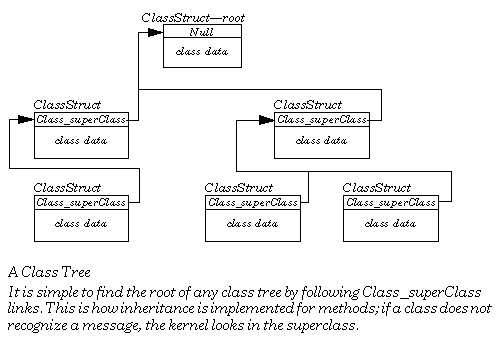 ClassStruct—root
Null
class data
ClassStruct
Class_superClass
class data
ClassStruct
Class_superClass
class data
ClassStruct
Class_superClass
class data
ClassStruct
Class_superClass
class data
ClassStruct
Class_superClass
class data
A Class Tree
It is simple to find the root of any class tree by following Class_superClass
links. This is how inheritance is implemented for methods; if a class does not
recognize a message, the kernel looks in the superclass.